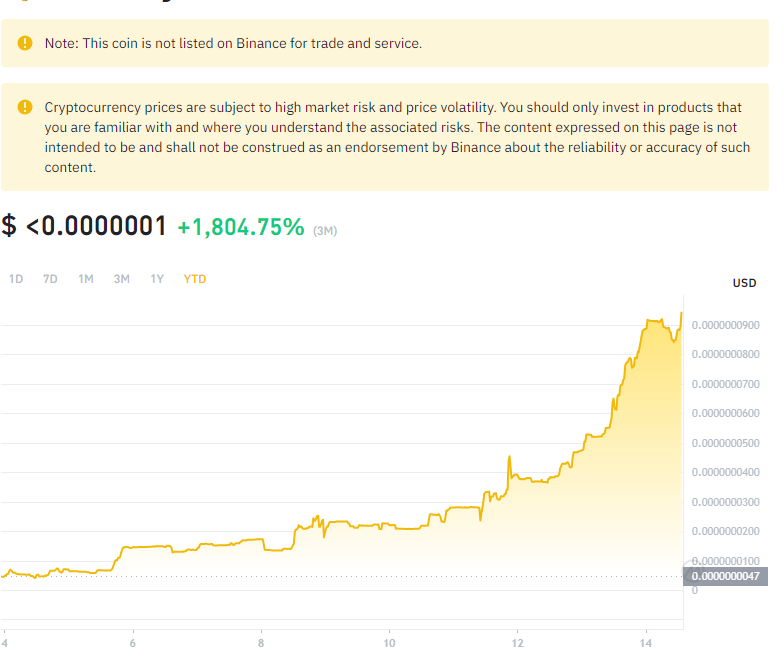 Note: This coin is not listed on Binance for trade and service.
Cryptocurrency prices are subject to high market risk and price volatility. You should only invest in products that
you are familiar with and where you understand the associated risks. The content expressed on this page is not
intended to be and shall not be construed as an endorsement by Binance about the reliability or accuracy of such
content.
$ <0.0000001 +1,804.75% (3M)
1D 7D 1M 3M 1Y YTD
USD
0.0000000900
0.0000000800
0.0000000700
0.0000000600
0.0000000500
0.0000000400
0.0000000300
0.0000000200
0.0000000100
0.0000000047
0
4 6 8 10 12 14